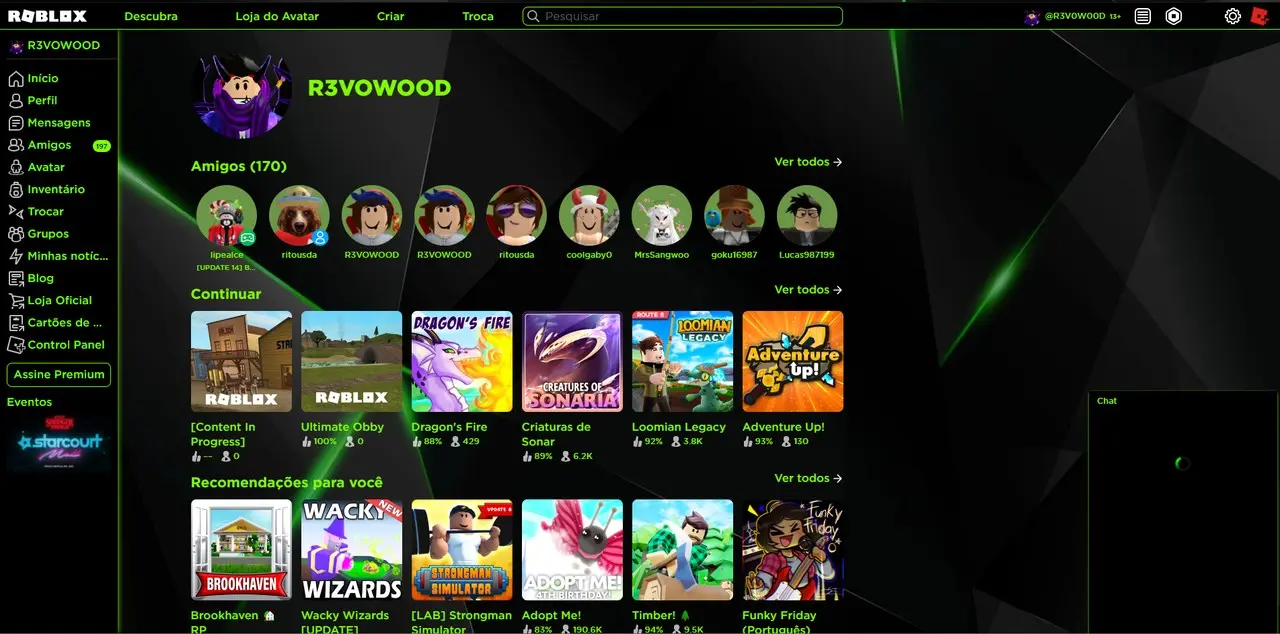 ROBLOX
Descubra
Loja do Avatar
Criar
Troca
Pesquisar
@R3VOWOOD 13+
R3VOWOOD
Início
Perfil
Mensagens
Amigos 197
Avatar
Inventário
Trocar
Grupos
Minhas notíc...
Blog
Loja Oficial
Cartões de ...
Control Panel
Assine Premium
Eventos
starcourt
R3VOWOOD
Amigos (170)
Ver todos →
lipealce
ritousda
R3VOWOOD
R3VOWOOD
ritousda
coolgaby0
MrsSangwoo
goku16987
Lucas987199
[UPDATE 14] B...
Continuar
Ver todos →
ROBLOX
ROBLOX
DRAGON'S FIRE
CREATURES OF
SONARIA
ROUTE 8
LOOMIAN
LEGACY
Adventure
Up!
[Content In
Progress]
-- 0
Ultimate Obby
100% 0
Dragon's Fire
88% 429
Criaturas de
Sonar
89% 6.2K
Loomian Legacy
92% 3.8K
Adventure Up!
93% 130
Recomendações para você
Ver todos →
BROOKHAVEN
WACKY
NEW
WIZARDS
UPDATE 6
STRONGMAN
SIMULATOR
ADOPT ME!
4TH BIRTHDAY!
Funky
Friday
Brookhaven
RP
Wacky Wizards
[UPDATE]
[LAB] Strongman
Simulator
Adopt Me!
83% 190.6K
Timber!
94% 9.5K
Funky Friday
(Português)
Chat